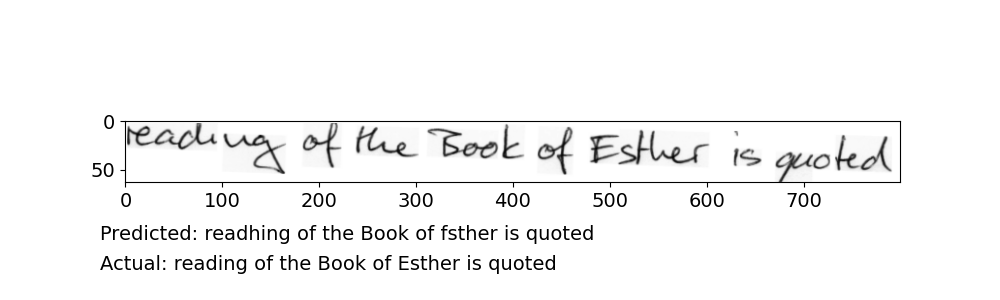 0
50
reading of the Book of Esther is quoted
0 100 200 300 400 500 600 700
Predicted: readhing of the Book of fsther is quoted
Actual: reading of the Book of Esther is quoted